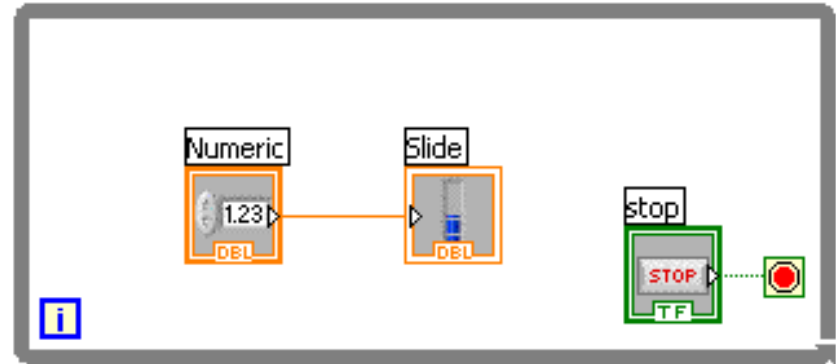 Numeric
Slide
1.23
DBL
DBL
stop
STOP
TF
i